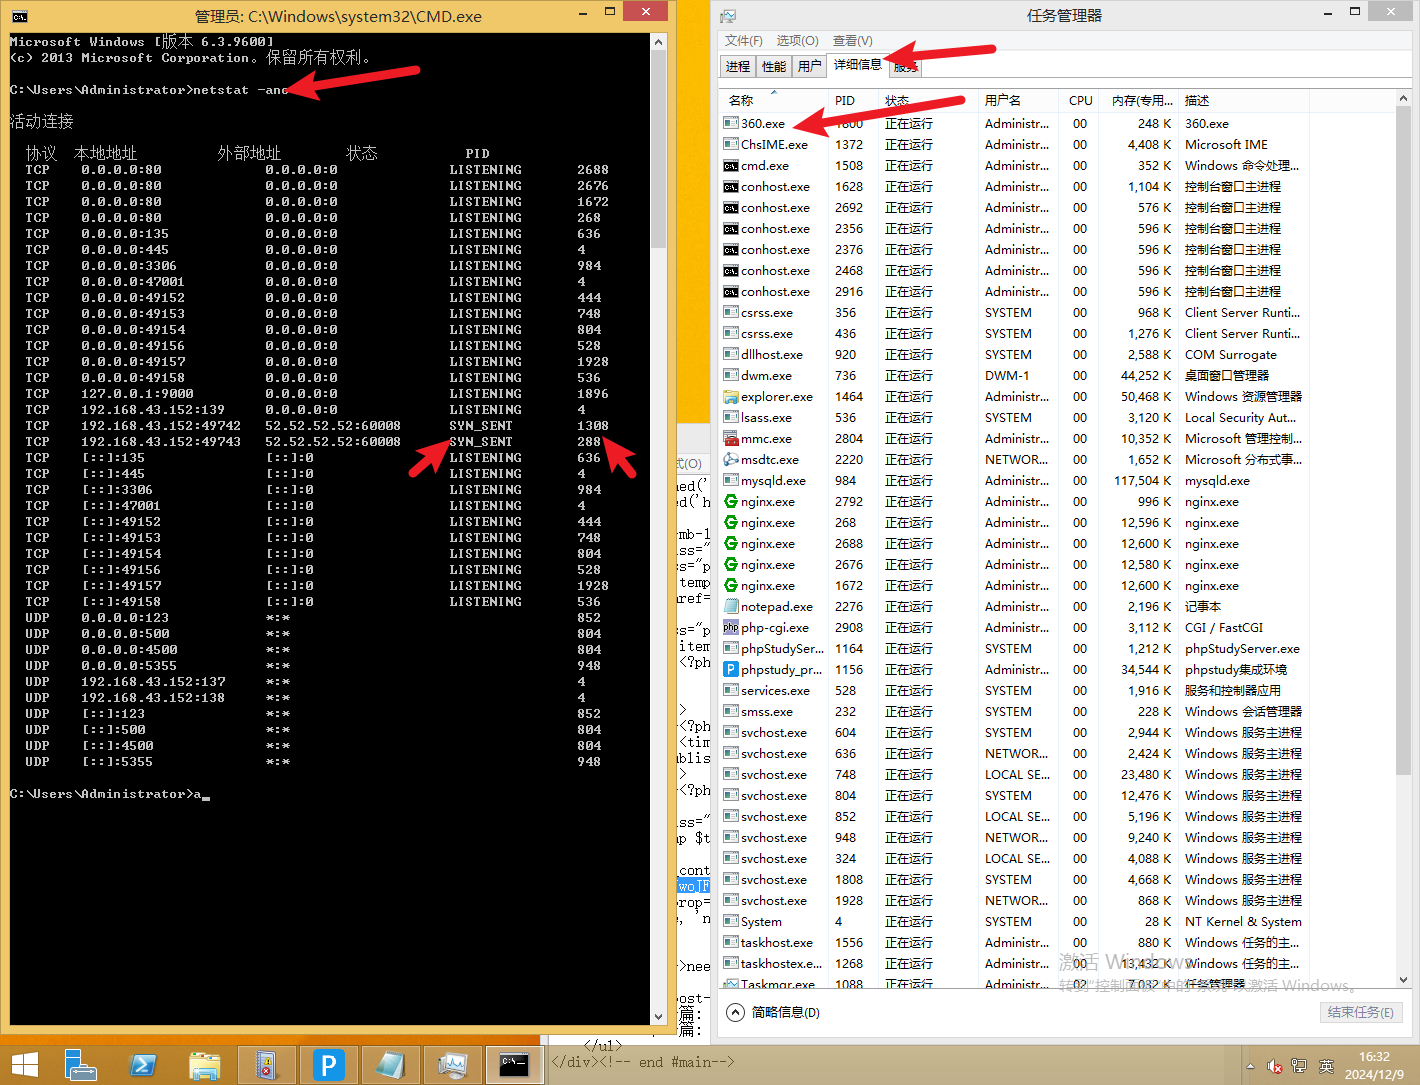 管理员: C:\Windows\system32\CMD.exe
Microsoft Windows [版本 6.3.9600]
(c) 2013 Microsoft Corporation。保留所有权利。
C:\Users\Administrator>netstat -ano
活动连接
协议 本地地址 外部地址 状态 PID
TCP 0.0.0.0:80 0.0.0.0:0 LISTENING 2688
TCP 0.0.0.0:80 0.0.0.0:0 LISTENING 2676
TCP 0.0.0.0:80 0.0.0.0:0 LISTENING 1672
TCP 0.0.0.0:80 0.0.0.0:0 LISTENING 268
TCP 0.0.0.0:135 0.0.0.0:0 LISTENING 636
TCP 0.0.0.0:445 0.0.0.0:0 LISTENING 4
TCP 0.0.0.0:3306 0.0.0.0:0 LISTENING 984
TCP 0.0.0.0:47001 0.0.0.0:0 LISTENING 4
TCP 0.0.0.0:49152 0.0.0.0:0 LISTENING 444
TCP 0.0.0.0:49153 0.0.0.0:0 LISTENING 748
TCP 0.0.0.0:49154 0.0.0.0:0 LISTENING 804
TCP 0.0.0.0:49156 0.0.0.0:0 LISTENING 528
TCP 0.0.0.0:49157 0.0.0.0:0 LISTENING 1928
TCP 0.0.0.0:49158 0.0.0.0:0 LISTENING 536
TCP 127.0.0.1:9000 0.0.0.0:0 LISTENING 1896
TCP 192.168.43.152:139 0.0.0.0:0 LISTENING 4
TCP 192.168.43.152:49742 52.52.52.52:60008 SYN_SENT 1308
TCP 192.168.43.152:49743 52.52.52.52:60008 SYN_SENT 288
TCP [::]:135 [::]:0 LISTENING 636
TCP [::]:445 [::]:0 LISTENING 4
TCP [::]:3306 [::]:0 LISTENING 984
TCP [::]:47001 [::]:0 LISTENING 4
TCP [::]:49152 [::]:0 LISTENING 444
TCP [::]:49153 [::]:0 LISTENING 748
TCP [::]:49154 [::]:0 LISTENING 804
TCP [::]:49156 [::]:0 LISTENING 528
TCP [::]:49157 [::]:0 LISTENING 1928
TCP [::]:49158 [::]:0 LISTENING 536
UDP 0.0.0.0:123 *:* 852
UDP 0.0.0.0:500 *:* 804
UDP 0.0.0.0:4500 *:* 804
UDP 0.0.0.0:5355 *:* 948
UDP 192.168.43.152:137 *:* 4
UDP 192.168.43.152:138 *:* 4
UDP [::]:123 *:* 852
UDP [::]:500 *:* 804
UDP [::]:4500 *:* 804
UDP [::]:5355 *:* 948
C:\Users\Administrator>a_
式(O)
ned('
ed('h
mb-1
ass="
ss="p
temp
aref=
ss="p
item
<?ph
>
<?ph
<tim
ublis
>
<?ph
ass="
ap $t
cont
woJF
prop=
e, 'n
>nee
post-
篇:
篇:
</ul>
</div><!-- end #main-->
任务管理器
文件(F) 选项(O) 查看(V)
进程 性能 用户 详细信息 服务
名称 PID 状态 用户名 CPU 内存(专用... 描述
360.exe 1800 正在运行 Administr... 00 248 K 360.exe
ChsIME.exe 1372 正在运行 Administr... 00 4,408 K Microsoft IME
cmd.exe 1508 正在运行 Administr... 00 352 K Windows 命令处理...
conhost.exe 1628 正在运行 Administr... 00 1,104 K 控制台窗口主进程
conhost.exe 2692 正在运行 Administr... 00 576 K 控制台窗口主进程
conhost.exe 2356 正在运行 Administr... 00 596 K 控制台窗口主进程
conhost.exe 2376 正在运行 Administr... 00 596 K 控制台窗口主进程
conhost.exe 2468 正在运行 Administr... 00 596 K 控制台窗口主进程
conhost.exe 2916 正在运行 Administr... 00 596 K 控制台窗口主进程
csrss.exe 356 正在运行 SYSTEM 00 968 K Client Server Runti...
csrss.exe 436 正在运行 SYSTEM 00 1,276 K Client Server Runti...
dllhost.exe 920 正在运行 SYSTEM 00 2,588 K COM Surrogate
dwm.exe 736 正在运行 DWM-1 00 44,252 K 桌面窗口管理器
explorer.exe 1464 正在运行 Administr... 00 50,468 K Windows 资源管理器
lsass.exe 536 正在运行 SYSTEM 00 3,120 K Local Security Aut...
mmc.exe 2804 正在运行 Administr... 00 10,352 K Microsoft 管理控制...
msdtc.exe 2220 正在运行 NETWOR... 00 1,652 K Microsoft 分布式事...
mysqld.exe 984 正在运行 Administr... 00 117,504 K mysqld.exe
nginx.exe 2792 正在运行 Administr... 00 996 K nginx.exe
nginx.exe 268 正在运行 Administr... 00 12,596 K nginx.exe
nginx.exe 2688 正在运行 Administr... 00 12,600 K nginx.exe
nginx.exe 2676 正在运行 Administr... 00 12,580 K nginx.exe
nginx.exe 1672 正在运行 Administr... 00 12,600 K nginx.exe
notepad.exe 2276 正在运行 Administr... 00 2,196 K 记事本
php-cgi.exe 2908 正在运行 Administr... 00 3,112 K CGI / FastCGI
phpStudySer... 1164 正在运行 SYSTEM 00 1,212 K phpStudyServer.exe
phpstudy_pr... 1156 正在运行 Administr... 00 34,544 K phpstudy集成环境
services.exe 528 正在运行 SYSTEM 00 1,916 K 服务和控制器应用
smss.exe 232 正在运行 SYSTEM 00 228 K Windows 会话管理器
svchost.exe 604 正在运行 SYSTEM 00 2,944 K Windows 服务主进程
svchost.exe 636 正在运行 NETWOR... 00 2,424 K Windows 服务主进程
svchost.exe 748 正在运行 LOCAL SE... 00 23,480 K Windows 服务主进程
svchost.exe 804 正在运行 SYSTEM 00 12,476 K Windows 服务主进程
svchost.exe 852 正在运行 LOCAL SE... 00 5,196 K Windows 服务主进程
svchost.exe 948 正在运行 NETWOR... 00 9,240 K Windows 服务主进程
svchost.exe 324 正在运行 LOCAL SE... 00 4,088 K Windows 服务主进程
svchost.exe 1808 正在运行 SYSTEM 00 4,668 K Windows 服务主进程
svchost.exe 1928 正在运行 NETWOR... 00 868 K Windows 服务主进程
System 4 正在运行 SYSTEM 00 28 K NT Kernel & System
taskhost.exe 1556 正在运行 Administr... 00 880 K Windows 任务的主...
taskhostex.e... 1268 正在运行 Administr... 00 13,432 K Windows 任务的主...
Taskmgr.exe 1088 正在运行 Administr... 02 7,032 K 任务管理器
激活 Windows
转到"控制面板"中的"系统"以激活 Windows。
简略信息(D)
结束任务(E)
英
16:32
2024/12/9